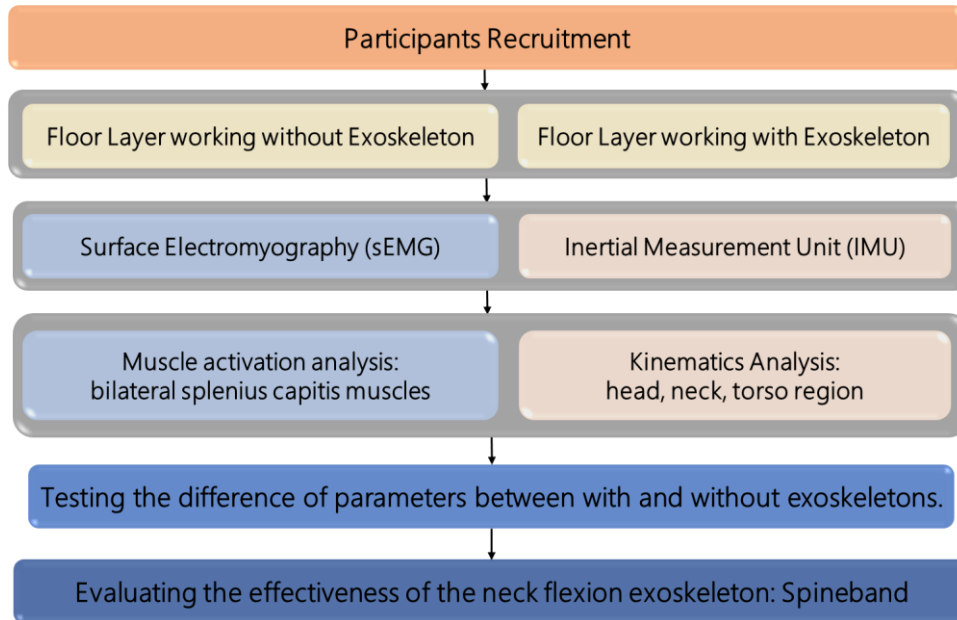 Participants Recruitment
Floor Layer working without Exoskeleton
Floor Layer working with Exoskeleton
Surface Electromyography (sEMG)
Inertial Measurement Unit (IMU)
Muscle activation analysis:
bilateral splenius capitis muscles
Kinematics Analysis:
head, neck, torso region
Testing the difference of parameters between with and without exoskeletons.
Evaluating the effectiveness of the neck flexion exoskeleton: Spineband